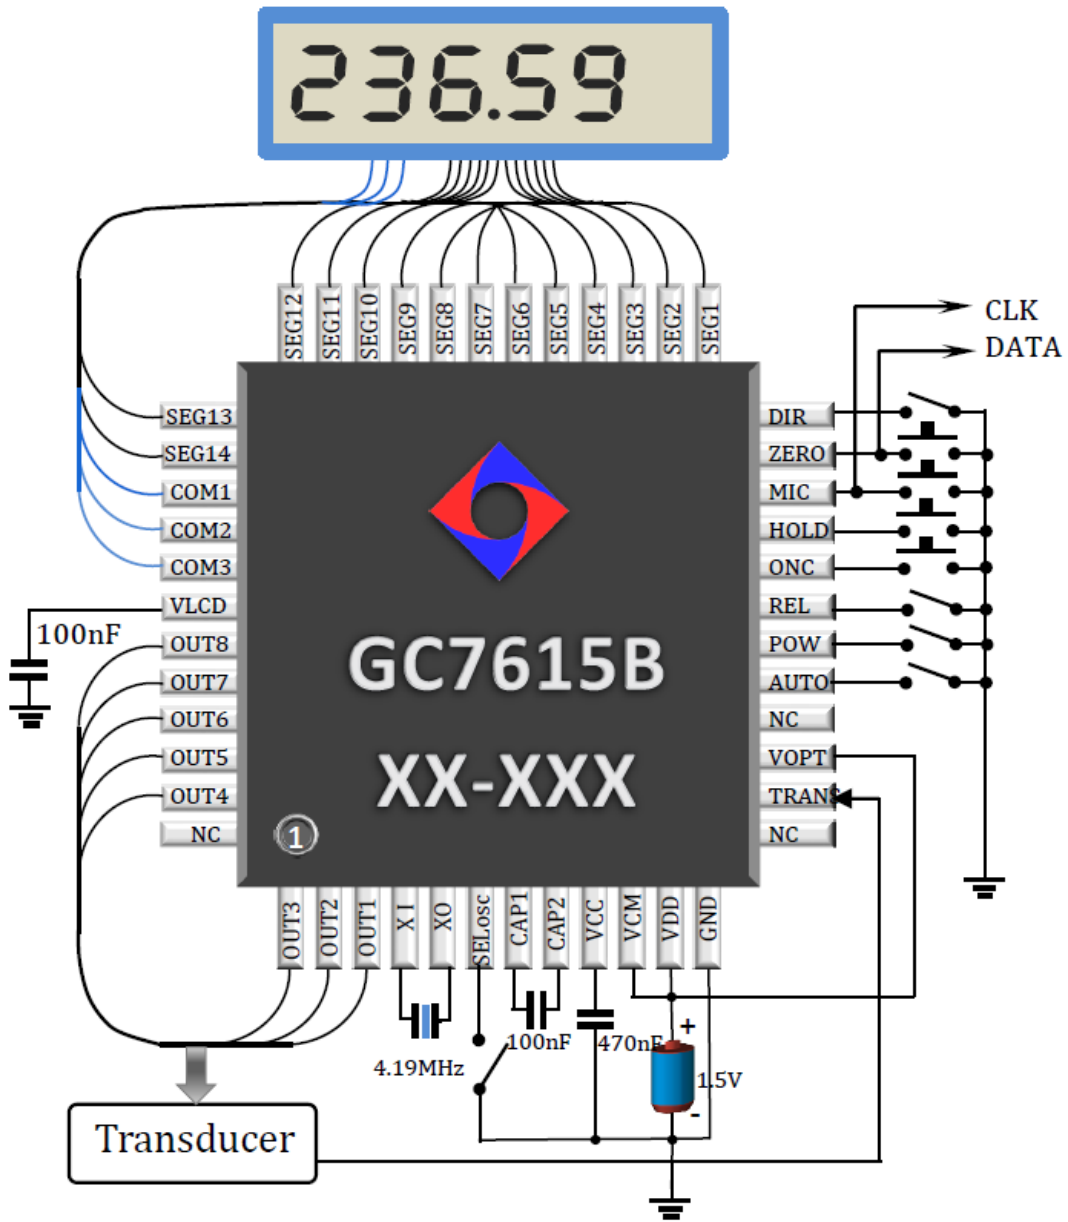 236.59
SEG12
SEG11
SEG10
SEG9
SEG8
SEG7
SEG6
SEG5
SEG4
SEG3
SEG2
SEG1
CLK
DATA
SEG13
SEG14
COM1
COM2
COM3
VLCD
100nF
OUT8
OUT7
OUT6
OUT5
OUT4
NC
DIR
ZERO
MIC
HOLD
ONC
REL
POW
AUTO
NC
VOPT
TRANS
NC
GC7615B
XX-XXX
1
OUT3
OUT2
OUT1
XI
XO
SELosc
CAP1
CAP2
VCC
VCM
VDD
GND
4.19MHz
100nF
470nF
+
1.5V
-
Transducer